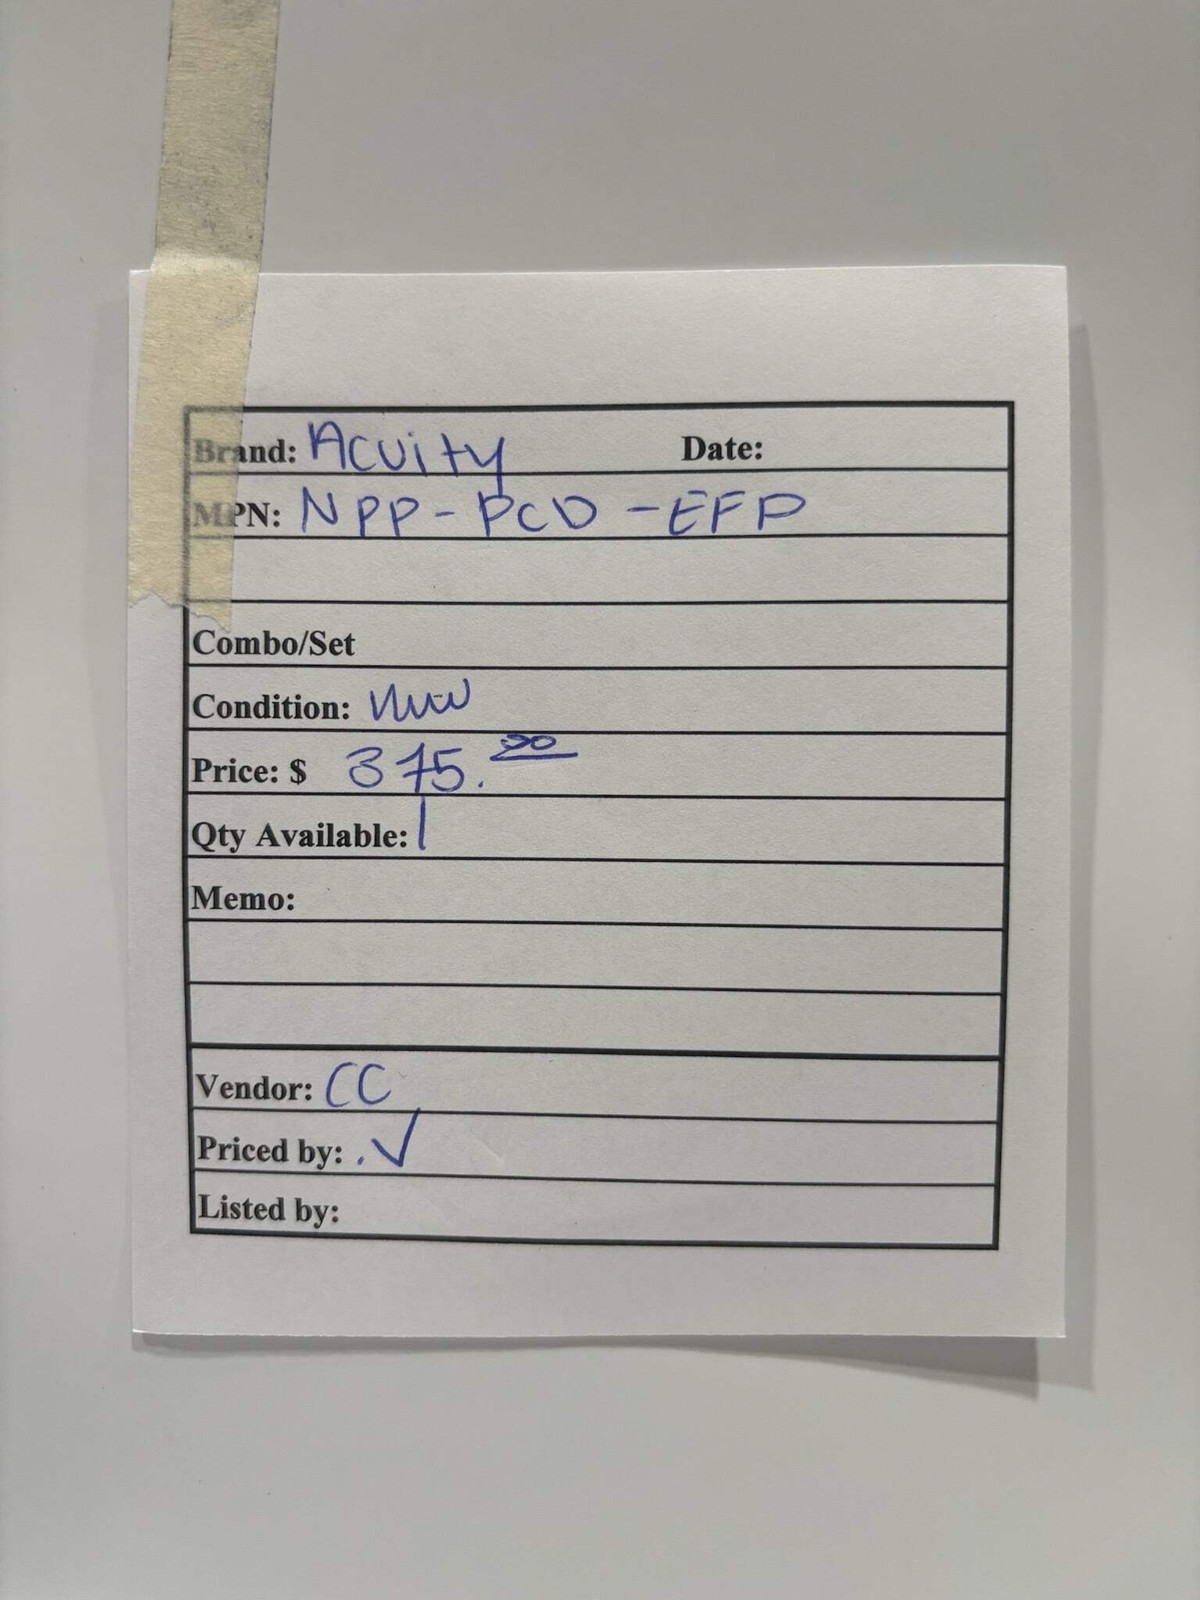 Brand: Acuity Date:
MPN: NPP-PCD-EFP
Combo/Set
Condition: New
Price: $ 375.00
Qty Available: 1
Memo:
Vendor: CC
Priced by: . ✓
Listed by: